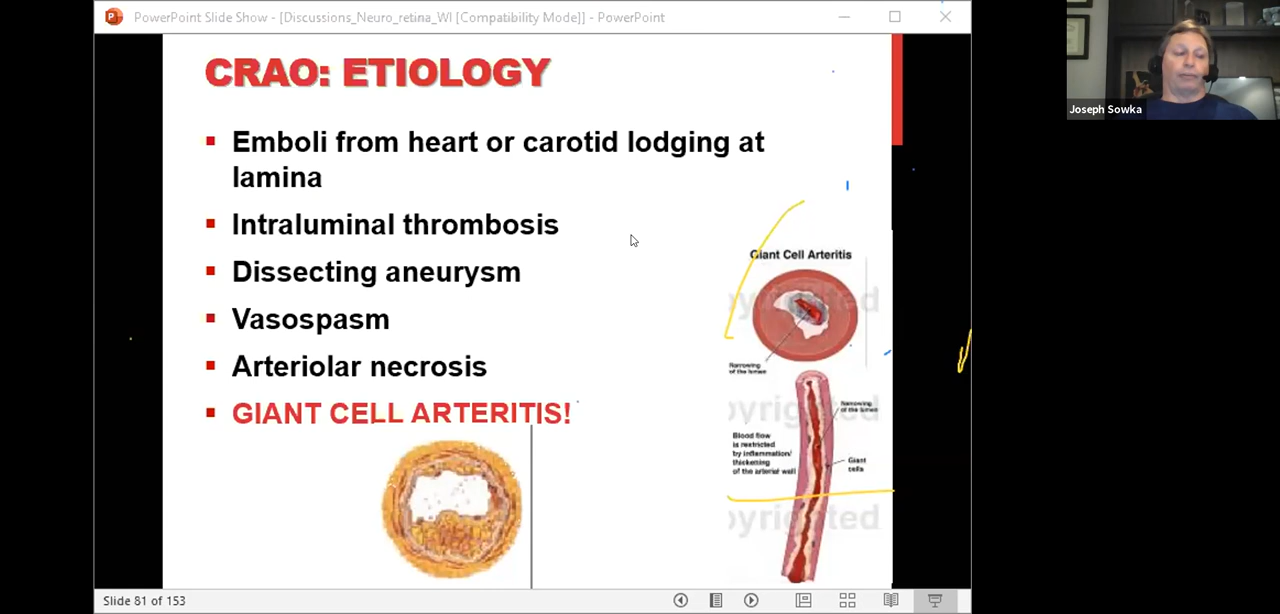 PowerPoint Slide Show - [Discussions_Neuro_retina_WI [Compatibility Mode]] - PowerPoint
Joseph Sowka
CRAO: ETIOLOGY
Emboli from heart or carotid lodging at
lamina
Intraluminal thrombosis
Dissecting aneurysm
Vasospasm
Arteriolar necrosis
GIANT CELL ARTERITIS!
Giant Cell Arteritis
Narrowing
of the lumen
Narrowing
of the lumen
Blood flow
is restricted
by inflammation/
thickening
of the arterial wall
Giant
cells
Slide 81 of 153